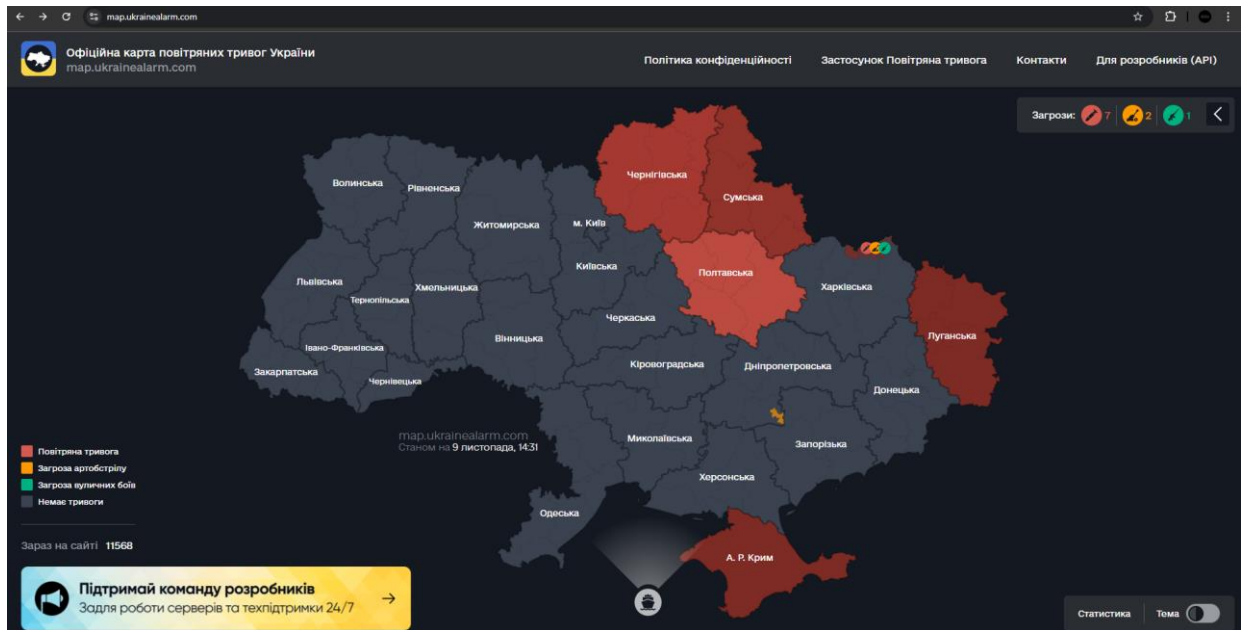 map.ukrainealarm.com
Офіційна карта повітряних тривог України
map.ukrainealarm.com
Політика конфіденційності
Застосунок Повітряна тривога
Контакти
Для розробників (API)
Загрози: 7 2 1
Чернігівська
Волинська
Рівненська
Сумська
Житомирська
м. Київ
Київська
Полтавська
Львівська
Хмельницька
Харківська
Тернопільська
Черкаська
Вінницька
Луганська
Івано-Франківська
Кіровоградська
Дніпропетровська
Закарпатська
Чернівецька
Донецька
map.ukrainealarm.com
Станом на 9 листопада, 14:31
Миколаївська
Запорізька
Херсонська
Одеська
А. Р. Крим
Повітряна тривога
Загроза артобстрілу
Загроза вуличних боїв
Немає тривоги
Зараз на сайті 11568
Підтримай команду розробників
Задля роботи серверів та техпідтримки 24/7
Статистика
Тема